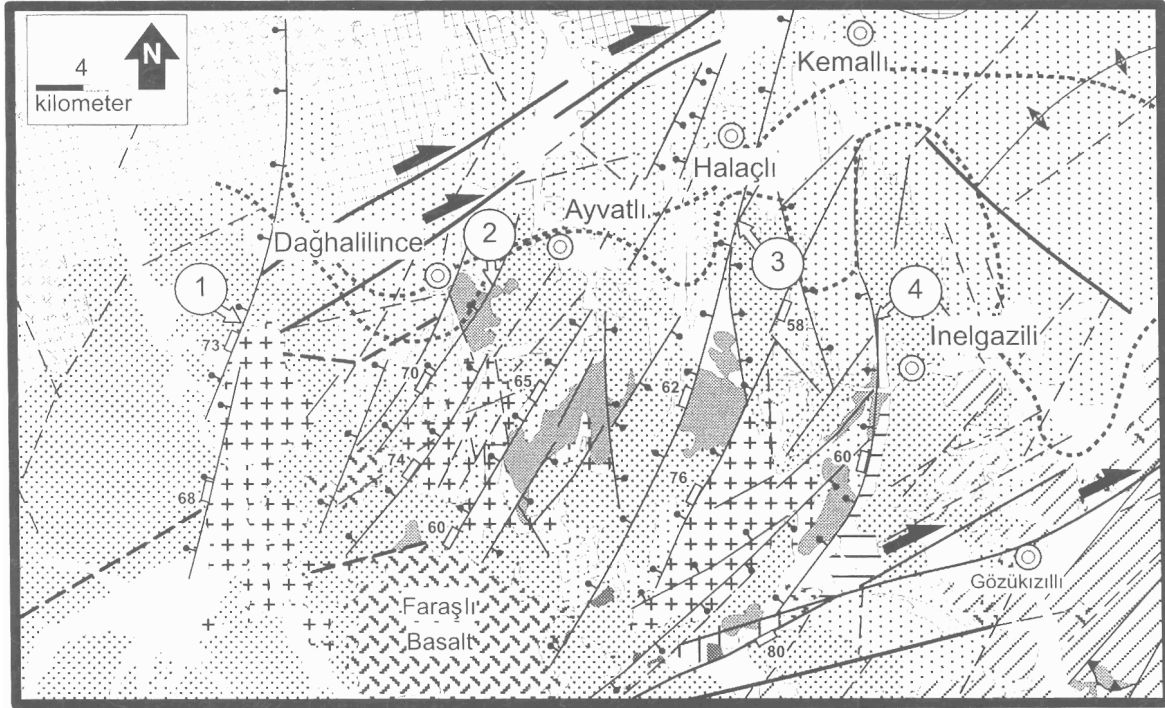 N
4
kilometer
Kemallı
Halaçlı
Ayvatlı
Dağhalilince
2
1
3
4
İnelgazili
58
73
70
65
62
74
76
60
68
60
Gözükızıllı
Faraşlı
Basalt
80